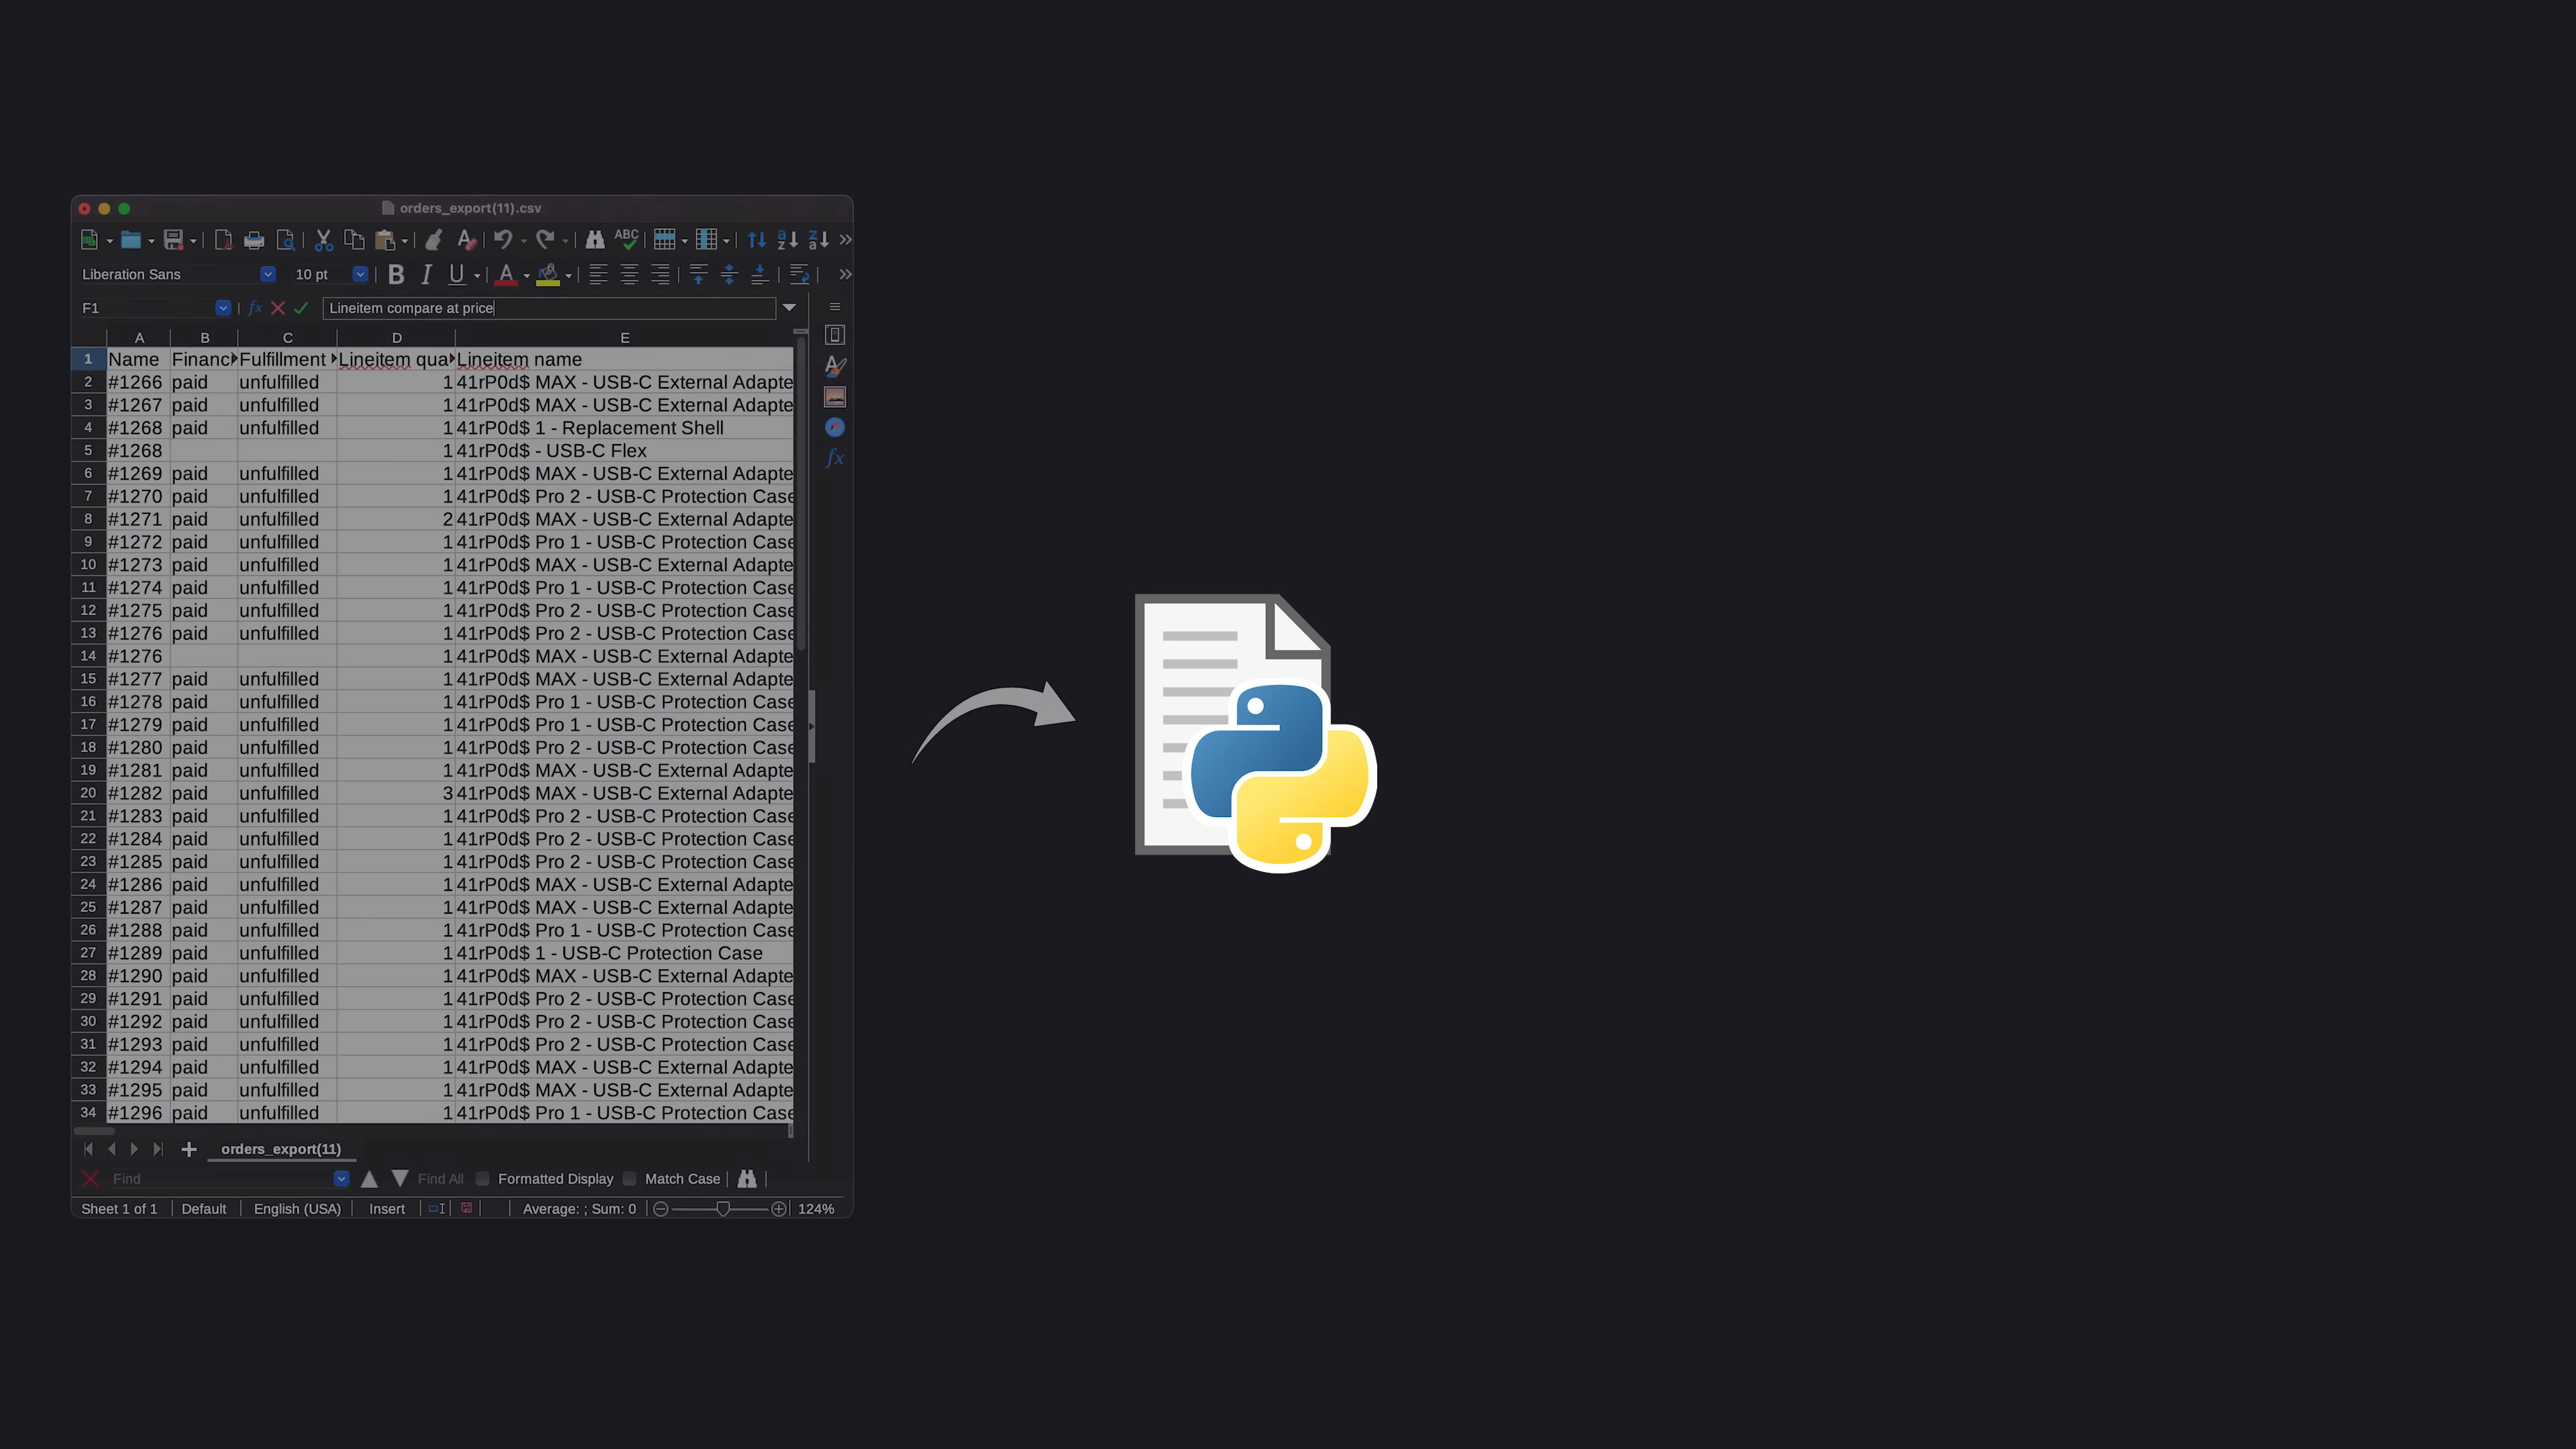 orders_export(11).csv
ABC
Liberation Sans 10 pt B I U A
F1 fx Lineitem compare at price
A B C D E
1 Name Financ Fulfillment Lineitem qua Lineitem name
2 #1266 paid unfulfilled 1 41rP0d$ MAX - USB-C External Adapte
3 #1267 paid unfulfilled 1 41rP0d$ MAX - USB-C External Adapte
4 #1268 paid unfulfilled 1 41rP0d$ 1 - Replacement Shell
5 #1268 1 41rP0d$ - USB-C Flex
6 #1269 paid unfulfilled 1 41rP0d$ MAX - USB-C External Adapte
7 #1270 paid unfulfilled 1 41rP0d$ Pro 2 - USB-C Protection Case
8 #1271 paid unfulfilled 2 41rP0d$ MAX - USB-C External Adapte
9 #1272 paid unfulfilled 1 41rP0d$ Pro 1 - USB-C Protection Case
10 #1273 paid unfulfilled 1 41rP0d$ MAX - USB-C External Adapte
11 #1274 paid unfulfilled 1 41rP0d$ Pro 1 - USB-C Protection Case
12 #1275 paid unfulfilled 1 41rP0d$ Pro 2 - USB-C Protection Case
13 #1276 paid unfulfilled 1 41rP0d$ Pro 2 - USB-C Protection Case
14 #1276 1 41rP0d$ MAX - USB-C External Adapte
15 #1277 paid unfulfilled 1 41rP0d$ MAX - USB-C External Adapte
16 #1278 paid unfulfilled 1 41rP0d$ Pro 1 - USB-C Protection Case
17 #1279 paid unfulfilled 1 41rP0d$ Pro 1 - USB-C Protection Case
18 #1280 paid unfulfilled 1 41rP0d$ Pro 2 - USB-C Protection Case
19 #1281 paid unfulfilled 1 41rP0d$ MAX - USB-C External Adapte
20 #1282 paid unfulfilled 3 41rP0d$ MAX - USB-C External Adapte
21 #1283 paid unfulfilled 1 41rP0d$ Pro 2 - USB-C Protection Case
22 #1284 paid unfulfilled 1 41rP0d$ Pro 2 - USB-C Protection Case
23 #1285 paid unfulfilled 1 41rP0d$ Pro 2 - USB-C Protection Case
24 #1286 paid unfulfilled 1 41rP0d$ MAX - USB-C External Adapte
25 #1287 paid unfulfilled 1 41rP0d$ MAX - USB-C External Adapte
26 #1288 paid unfulfilled 1 41rP0d$ Pro 1 - USB-C Protection Case
27 #1289 paid unfulfilled 1 41rP0d$ 1 - USB-C Protection Case
28 #1290 paid unfulfilled 1 41rP0d$ MAX - USB-C External Adapte
29 #1291 paid unfulfilled 1 41rP0d$ Pro 2 - USB-C Protection Case
30 #1292 paid unfulfilled 1 41rP0d$ Pro 2 - USB-C Protection Case
31 #1293 paid unfulfilled 1 41rP0d$ Pro 2 - USB-C Protection Case
32 #1294 paid unfulfilled 1 41rP0d$ MAX - USB-C External Adapte
33 #1295 paid unfulfilled 1 41rP0d$ MAX - USB-C External Adapte
34 #1296 paid unfulfilled 1 41rP0d$ Pro 1 - USB-C Protection Case
orders_export(11)
Find Find All Formatted Display Match Case
Sheet 1 of 1 Default English (USA) Insert Average: ; Sum: 0 124%